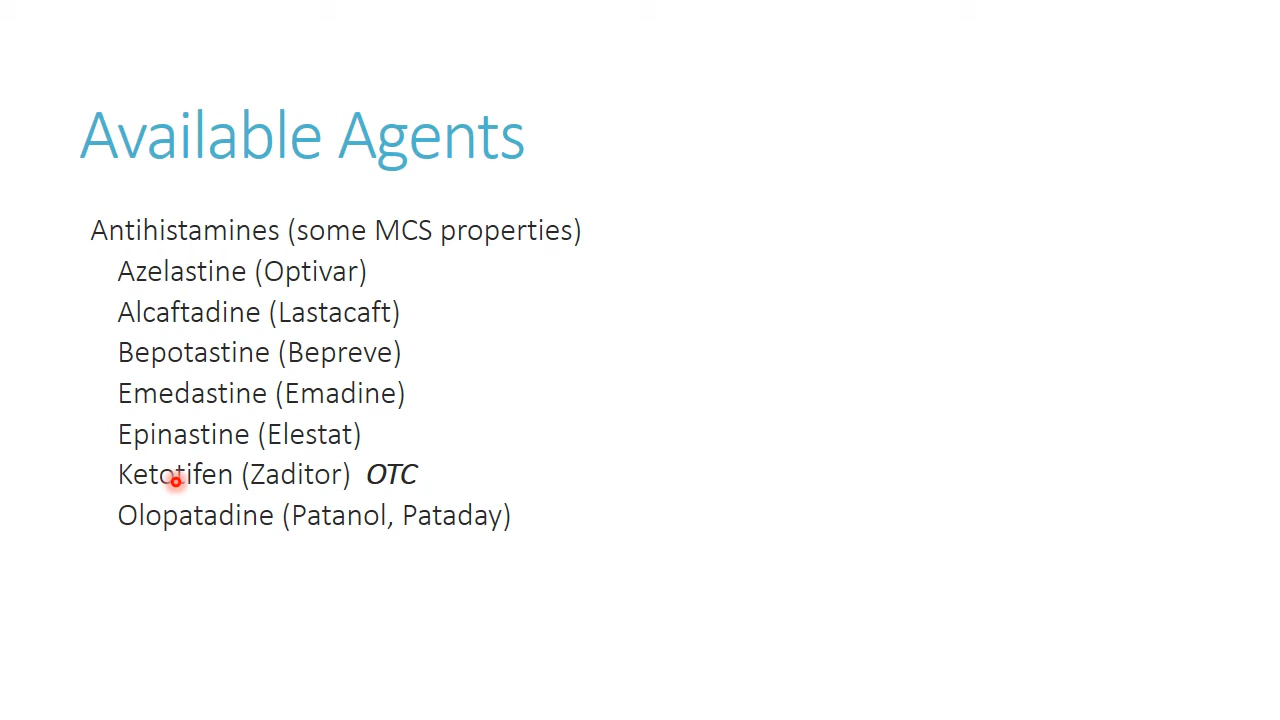 Available Agents
Antihistamines (some MCS properties)
Azelastine (Optivar)
Alcaftadine (Lastacaft)
Bepotastine (Bepreve)
Emedastine (Emadine)
Epinastine (Elestat)
Ketotifen (Zaditor) OTC
Olopatadine (Patanol, Pataday)